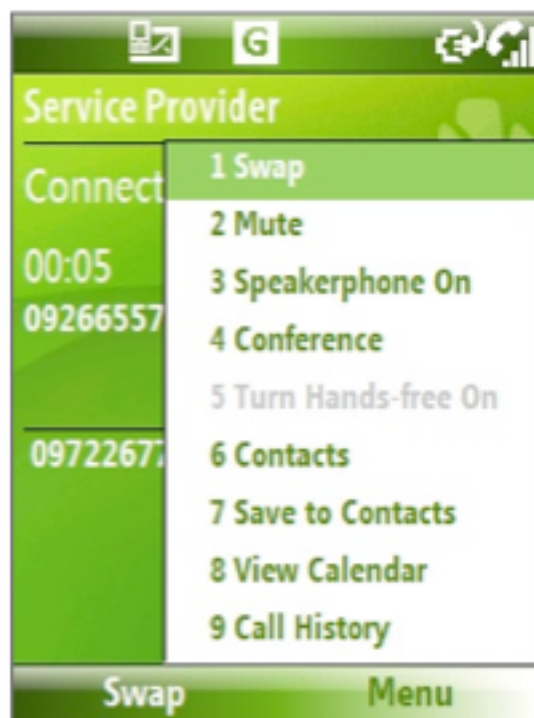 G
Service Provider
Connect
00:05
09266557
0972267
1 Swap
2 Mute
3 Speakerphone On
4 Conference
5 Turn Hands-free On
6 Contacts
7 Save to Contacts
8 View Calendar
9 Call History
Swap
Menu